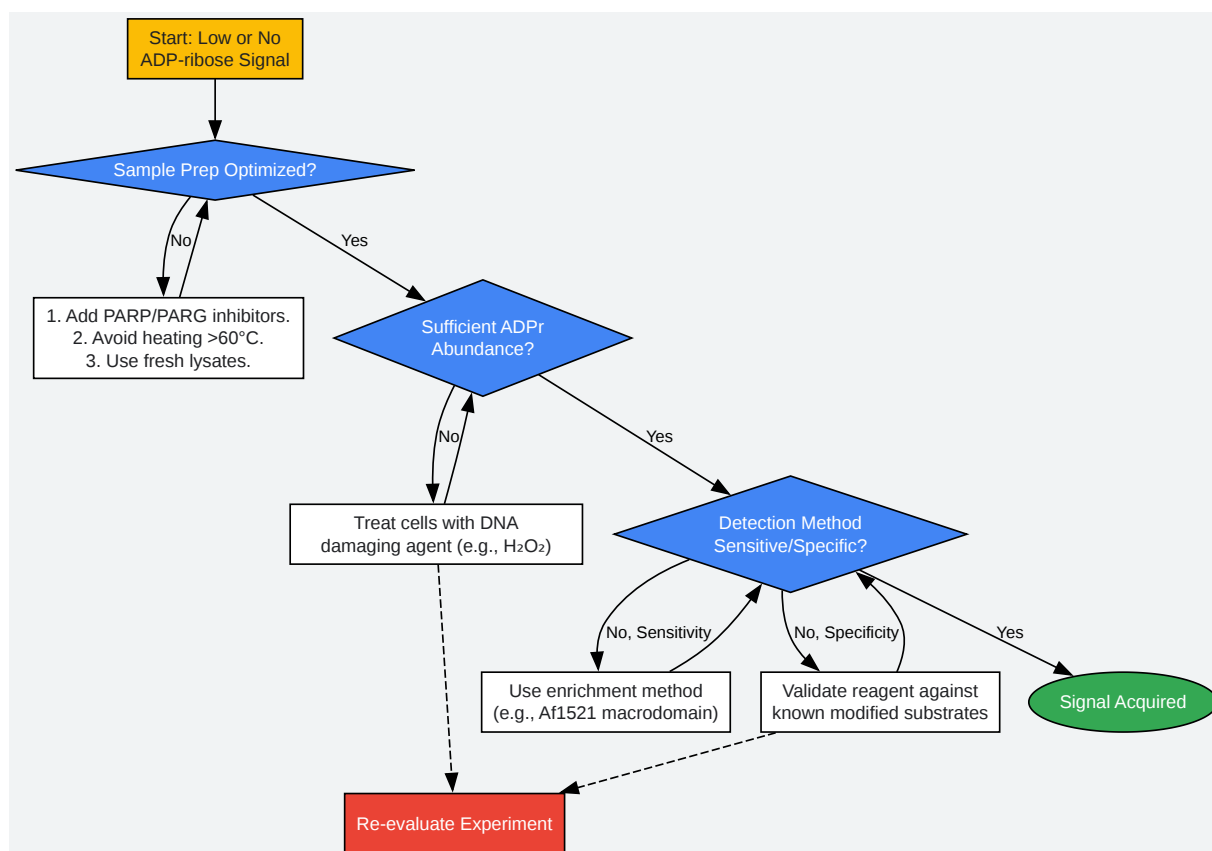 Start: Low or No
ADP-ribose Signal
Sample Prep Optimized?
No
Yes
1. Add PARP/PARG inhibitors.
2. Avoid heating >60°C.
3. Use fresh lysates.
Sufficient ADPr
Abundance?
No
Yes
Treat cells with DNA
damaging agent (e.g., H₂O₂)
Detection Method
Sensitive/Specific?
No, Sensitivity
No, Specificity
Yes
Use enrichment method
(e.g., Af1521 macrodomain)
Validate reagent against
known modified substrates
Signal Acquired
Re-evaluate Experiment